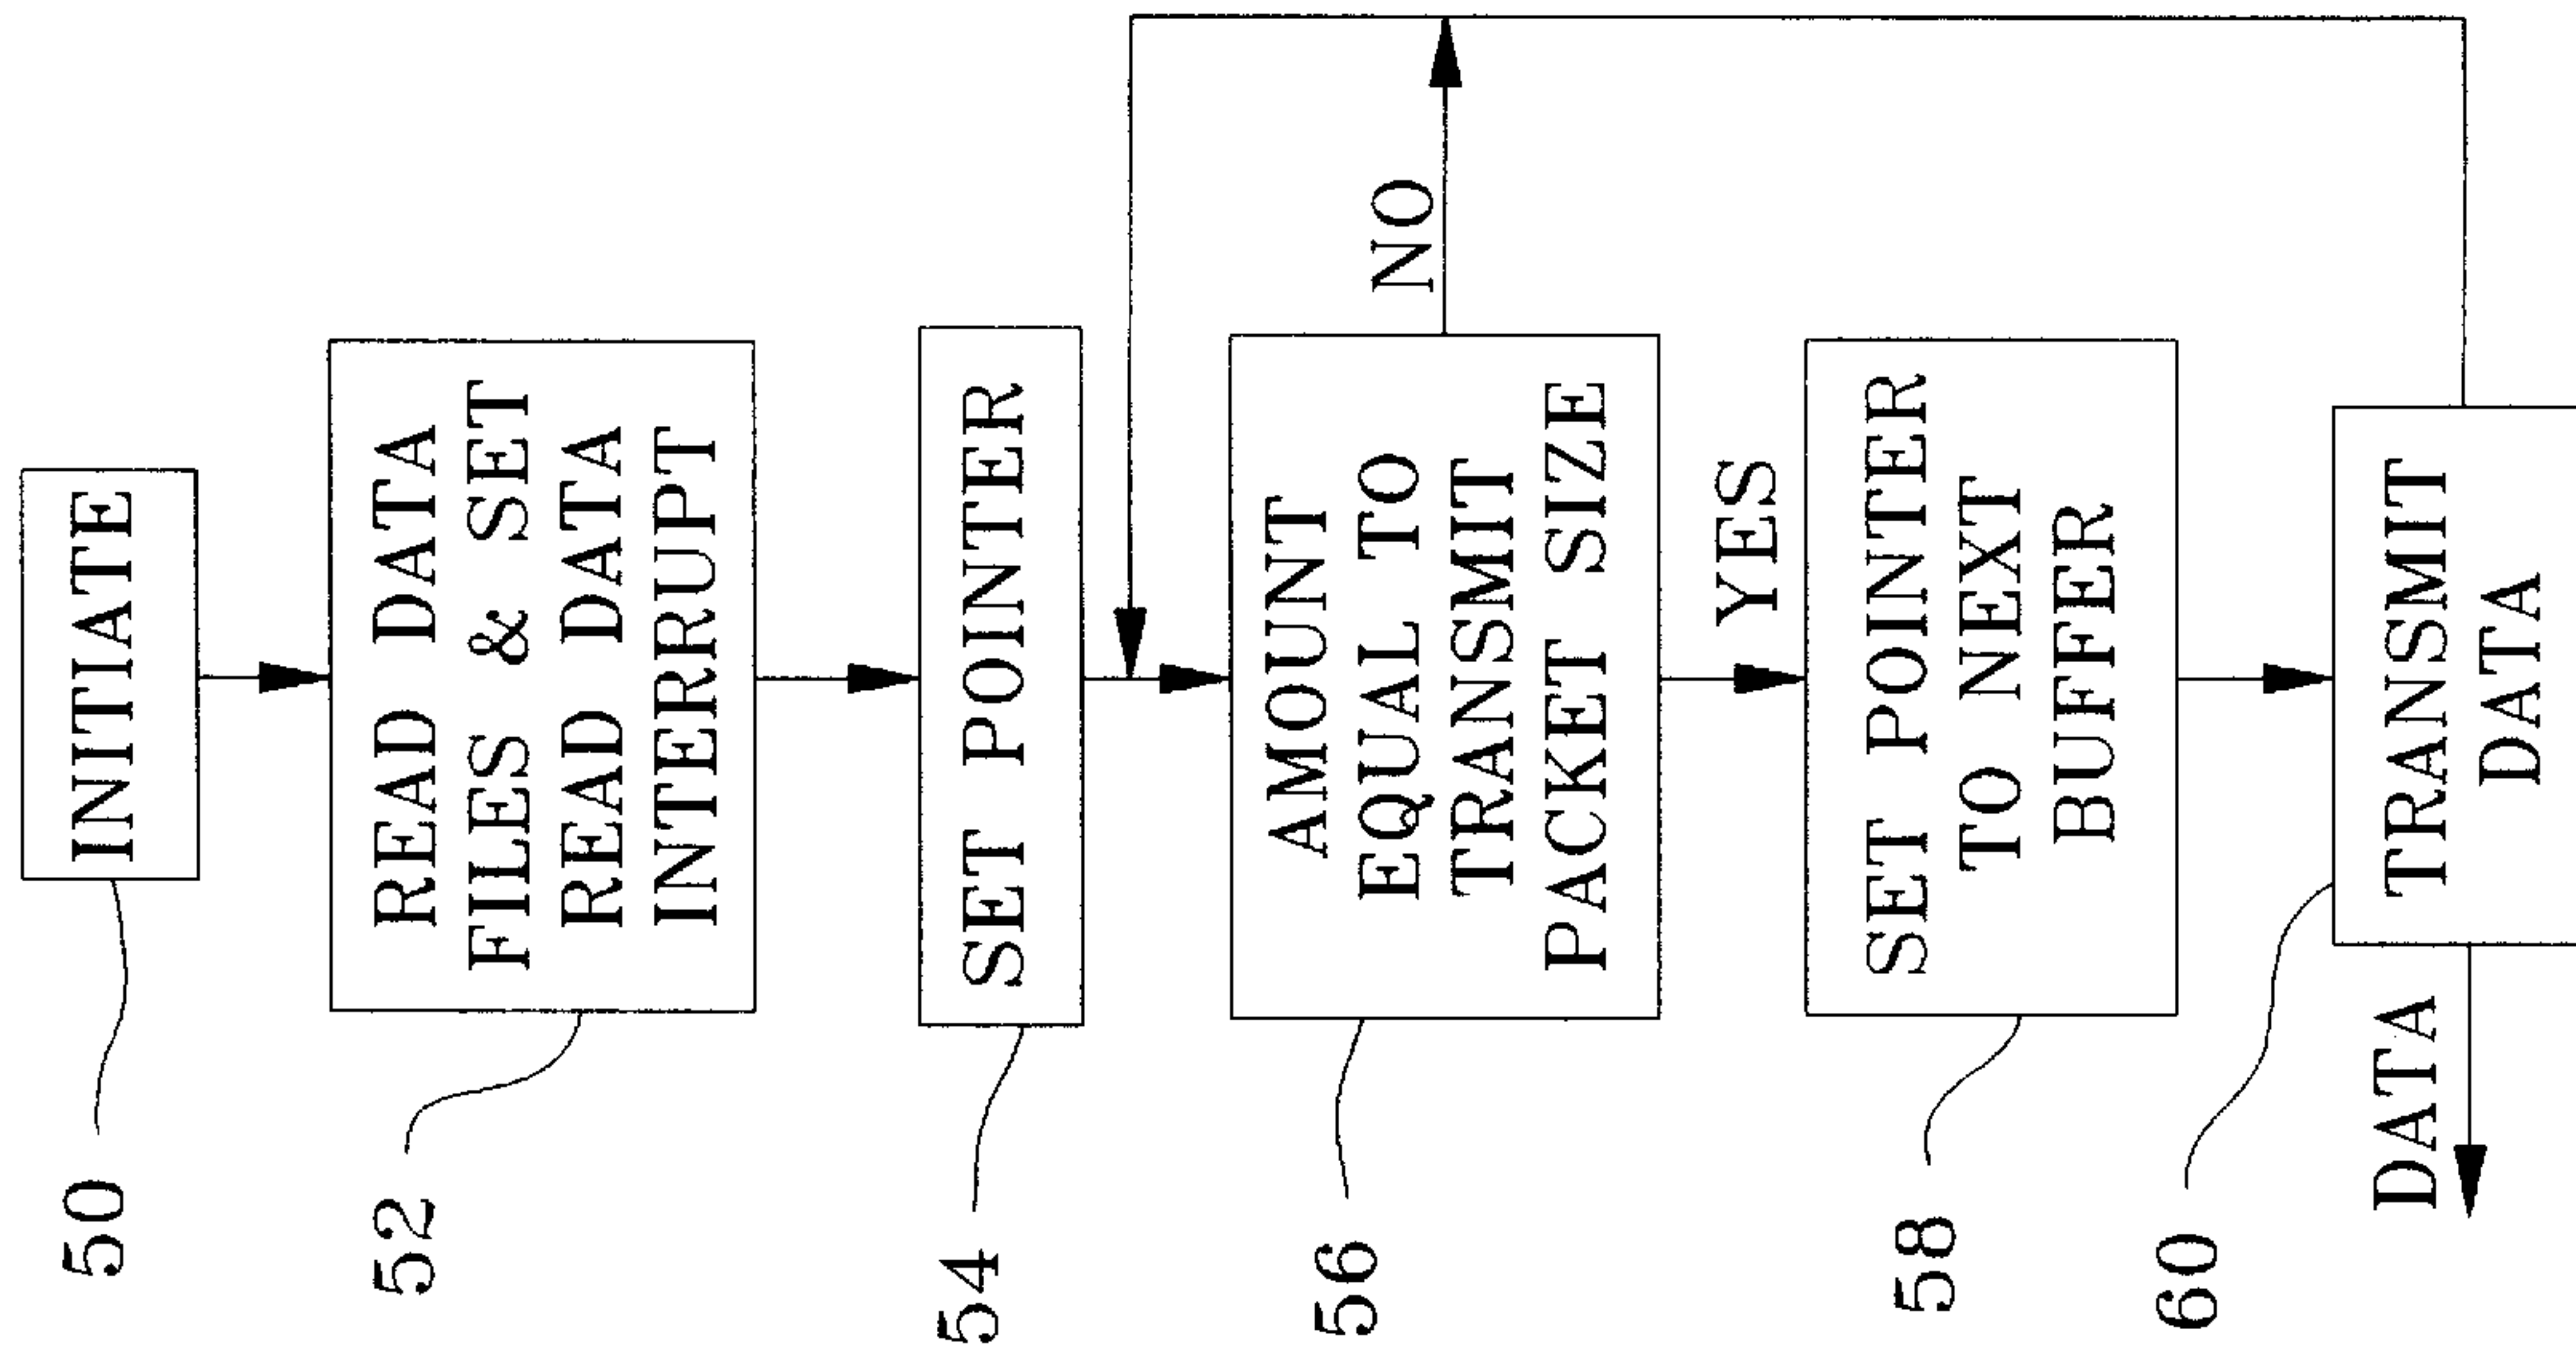 50
INITIATE
52
READ DATA
FILES & SET
READ DATA
INTERRUPT
54
SET POINTER
56
AMOUNT
EQUAL TO
TRANSMIT
PACKET SIZE
NO
YES
58
SET POINTER
TO NEXT
BUFFER
60
TRANSMIT
DATA
DATA